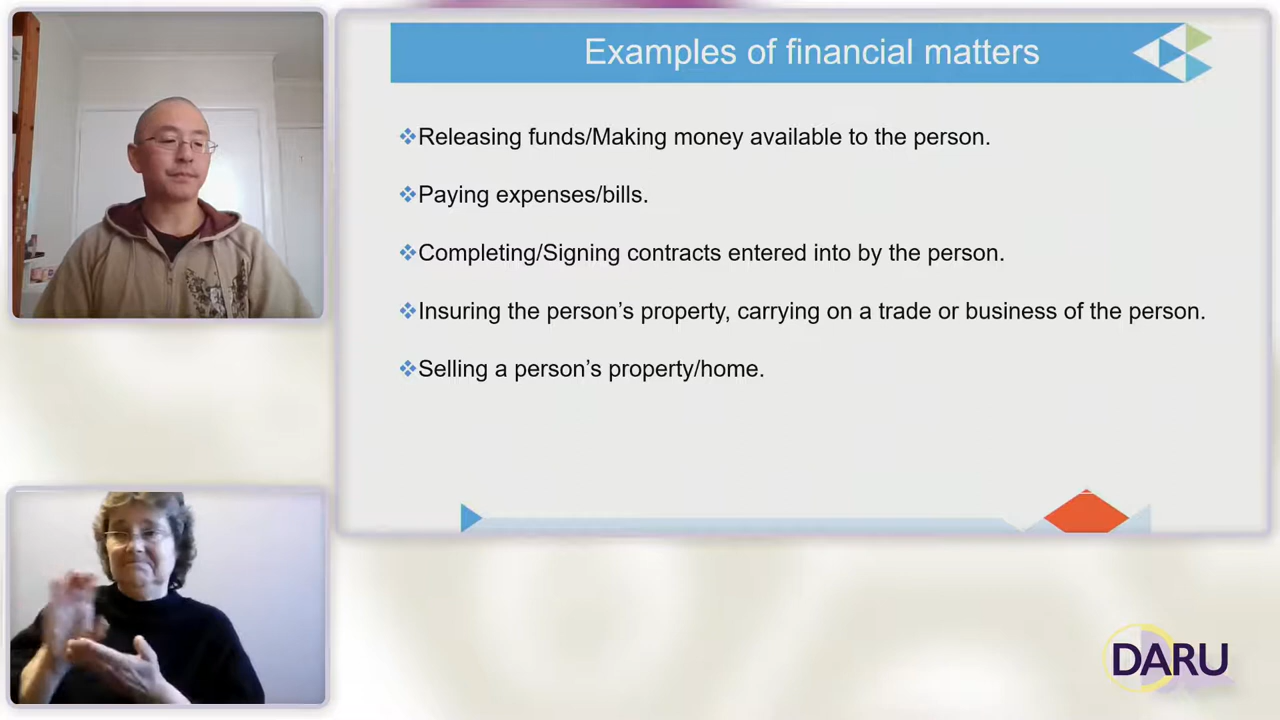 Examples of financial matters
Releasing funds/Making money available to the person.
Paying expenses/bills.
Completing/Signing contracts entered into by the person.
Insuring the person's property, carrying on a trade or business of the person.
Selling a person's property/home.
DARU